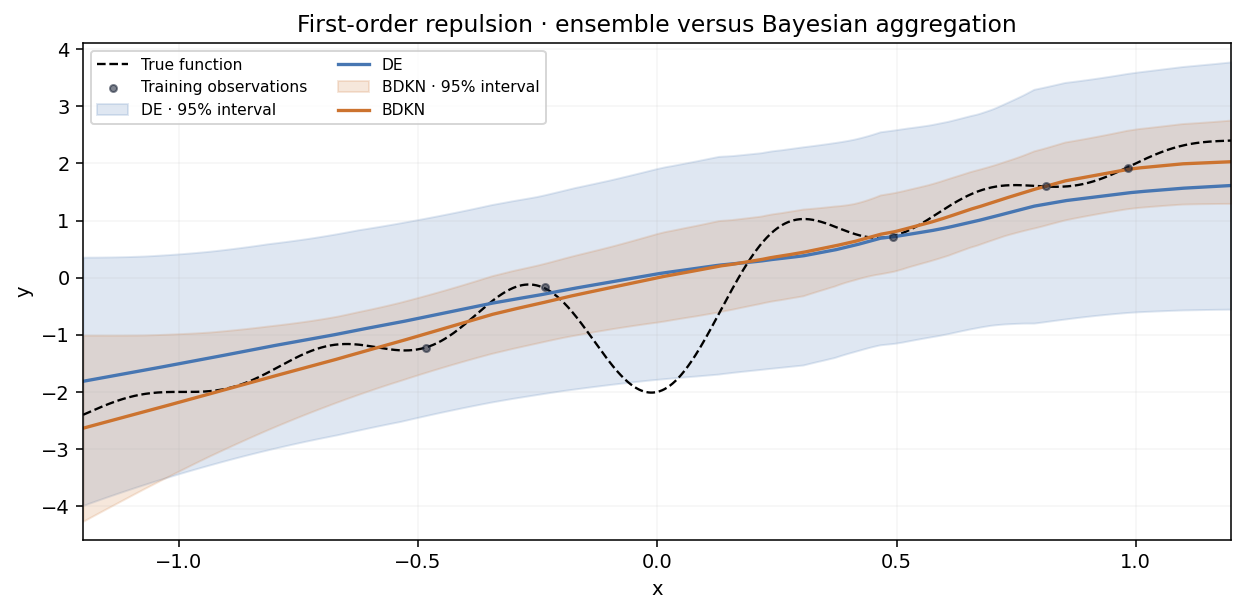 First-order repulsion · ensemble versus Bayesian aggregation
True function
Training observations
DE · 95% interval
DE
BDKN · 95% interval
BDKN
y
4
3
2
1
0
−1
−2
−3
−4
−1.0
−0.5
0.0
0.5
1.0
x